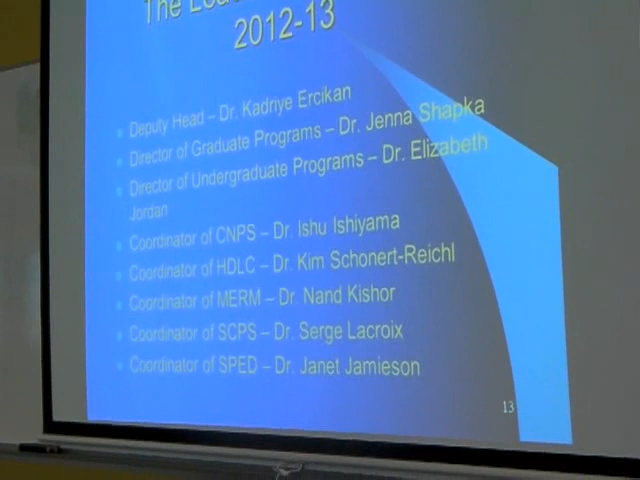 The
2012-13
Deputy Head – Dr. Kadriye Ercikan
Director of Graduate Programs – Dr. Jenna Shapka
Director of Undergraduate Programs – Dr. Elizabeth
Jordan
Coordinator of CNPS – Dr. Ishu Ishiyama
Coordinator of HDLC – Dr. Kim Schonert-Reichl
Coordinator of MERM – Dr. Nand Kishor
Coordinator of SCPS – Dr. Serge Lacroix
Coordinator of SPED – Dr. Janet Jamieson
13